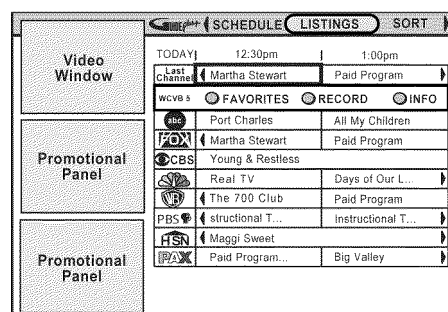 GUIDE plus+ SCHEDULE LISTINGS SORT
Video
Window
TODAY 12:30pm 1:00pm
Last
Channel Martha Stewart Paid Program
WCVB 5 FAVORITES RECORD INFO
abc Port Charles All My Children
FOX Martha Stewart Paid Program
CBS Young & Restless
Real TV Days of Our L...
WB The 700 Club Paid Program
PBS structional T... Instructional T...
HSN Maggi Sweet
PAX Paid Program... Big Valley
Promotional
Panel
Promotional
Panel